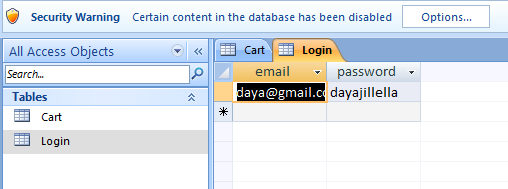 Security Warning Certain content in the database has been disabled Options...
All Access Objects
Search...
Tables
Cart
Login
Cart Login
email password
daya@gmail.cc dayajillella